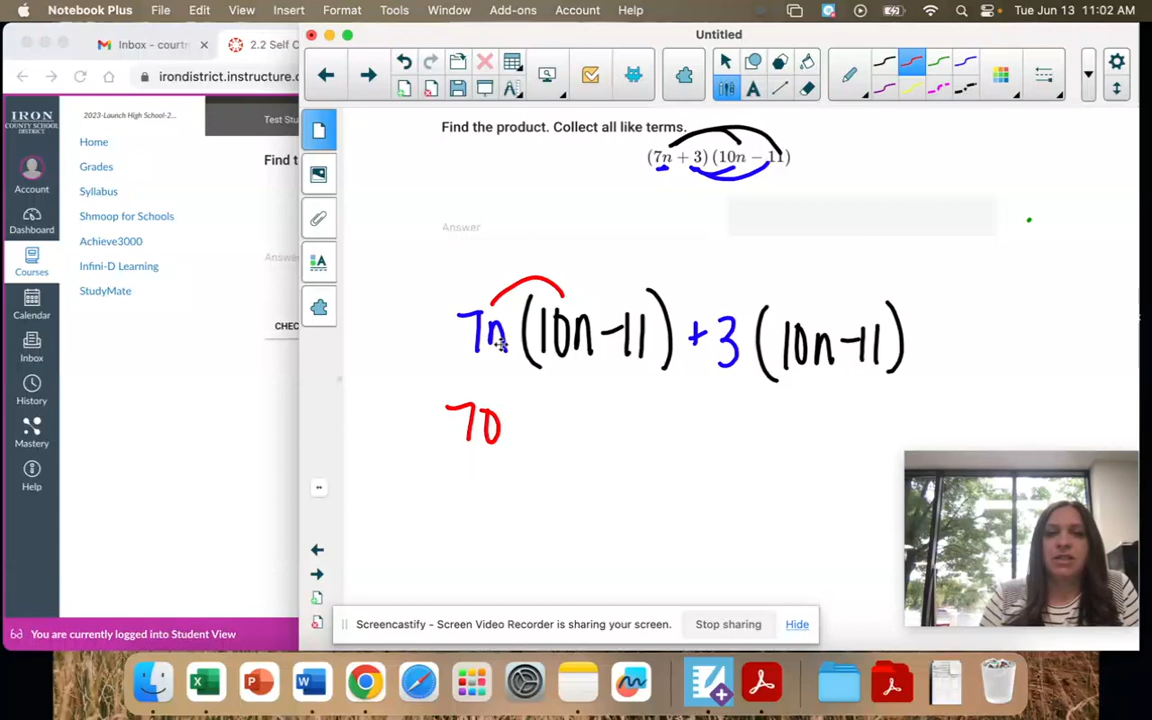 Notebook Plus File Edit View Insert Format Tools Window Add-ons Account Help Tue Jun 13 11:02 AM
Inbox – court
2.2 Self C
Untitled
irondistrict.instructure.c
IRON
COUNTY SCHOOL
DISTRICT
2023-Launch High School-2...
Test Stu
Home
Grades
Syllabus
Shmoop for Schools
Achieve3000
Infini-D Learning
StudyMate
Account
Dashboard
Courses
Calendar
Inbox
History
Mastery
Help
Find t
Answe
CHEC
Find the product. Collect all like terms.
(7n + 3) (10n − 11)
Answer
7n(10n-11) + 3(10n-11)
70
Screencastify - Screen Video Recorder is sharing your screen.
Stop sharing
Hide
You are currently logged into Student View